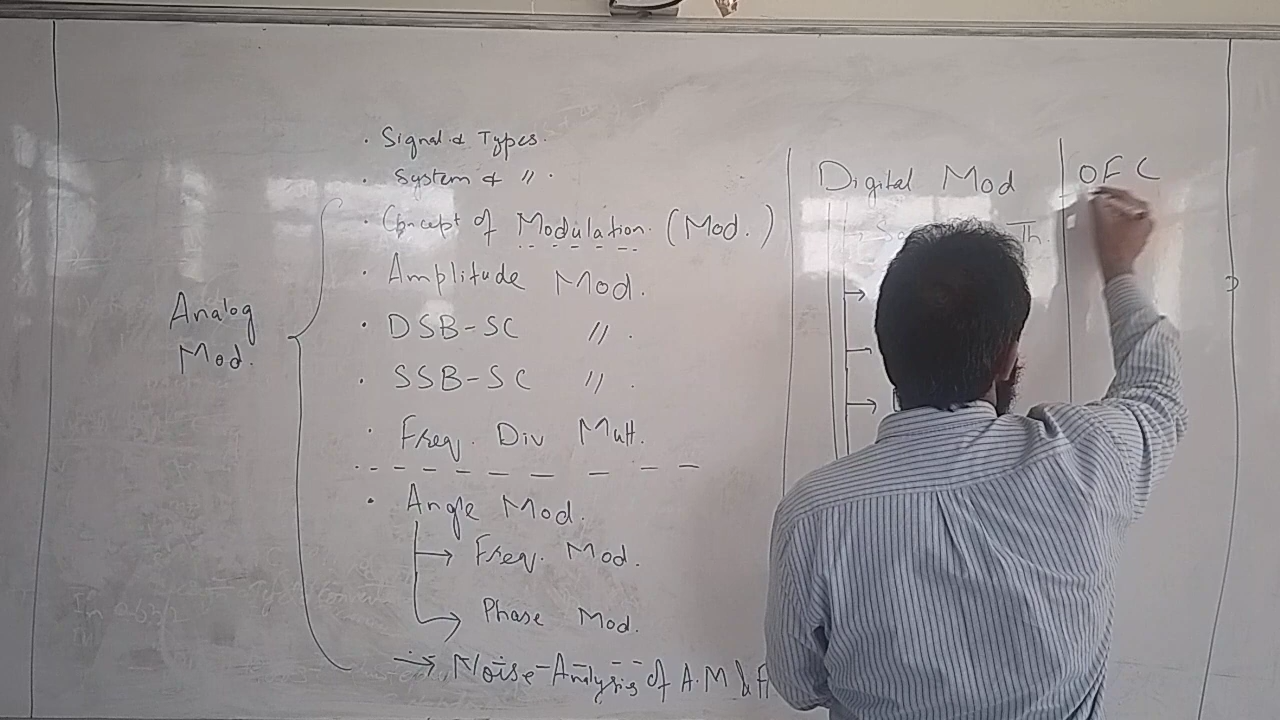 . Signal & Types.
. System & // .
. Concept of Modulation. (Mod.)
. Amplitude Mod.
Analog
Mod.
. DSB-SC // .
. SSB-SC // .
. Freq. Div Mult.
. Angle Mod.
→ Freq. Mod.
→ Phase Mod.
→ Noise-Analysis of A.M &
Digital Mod
Th.
OFC